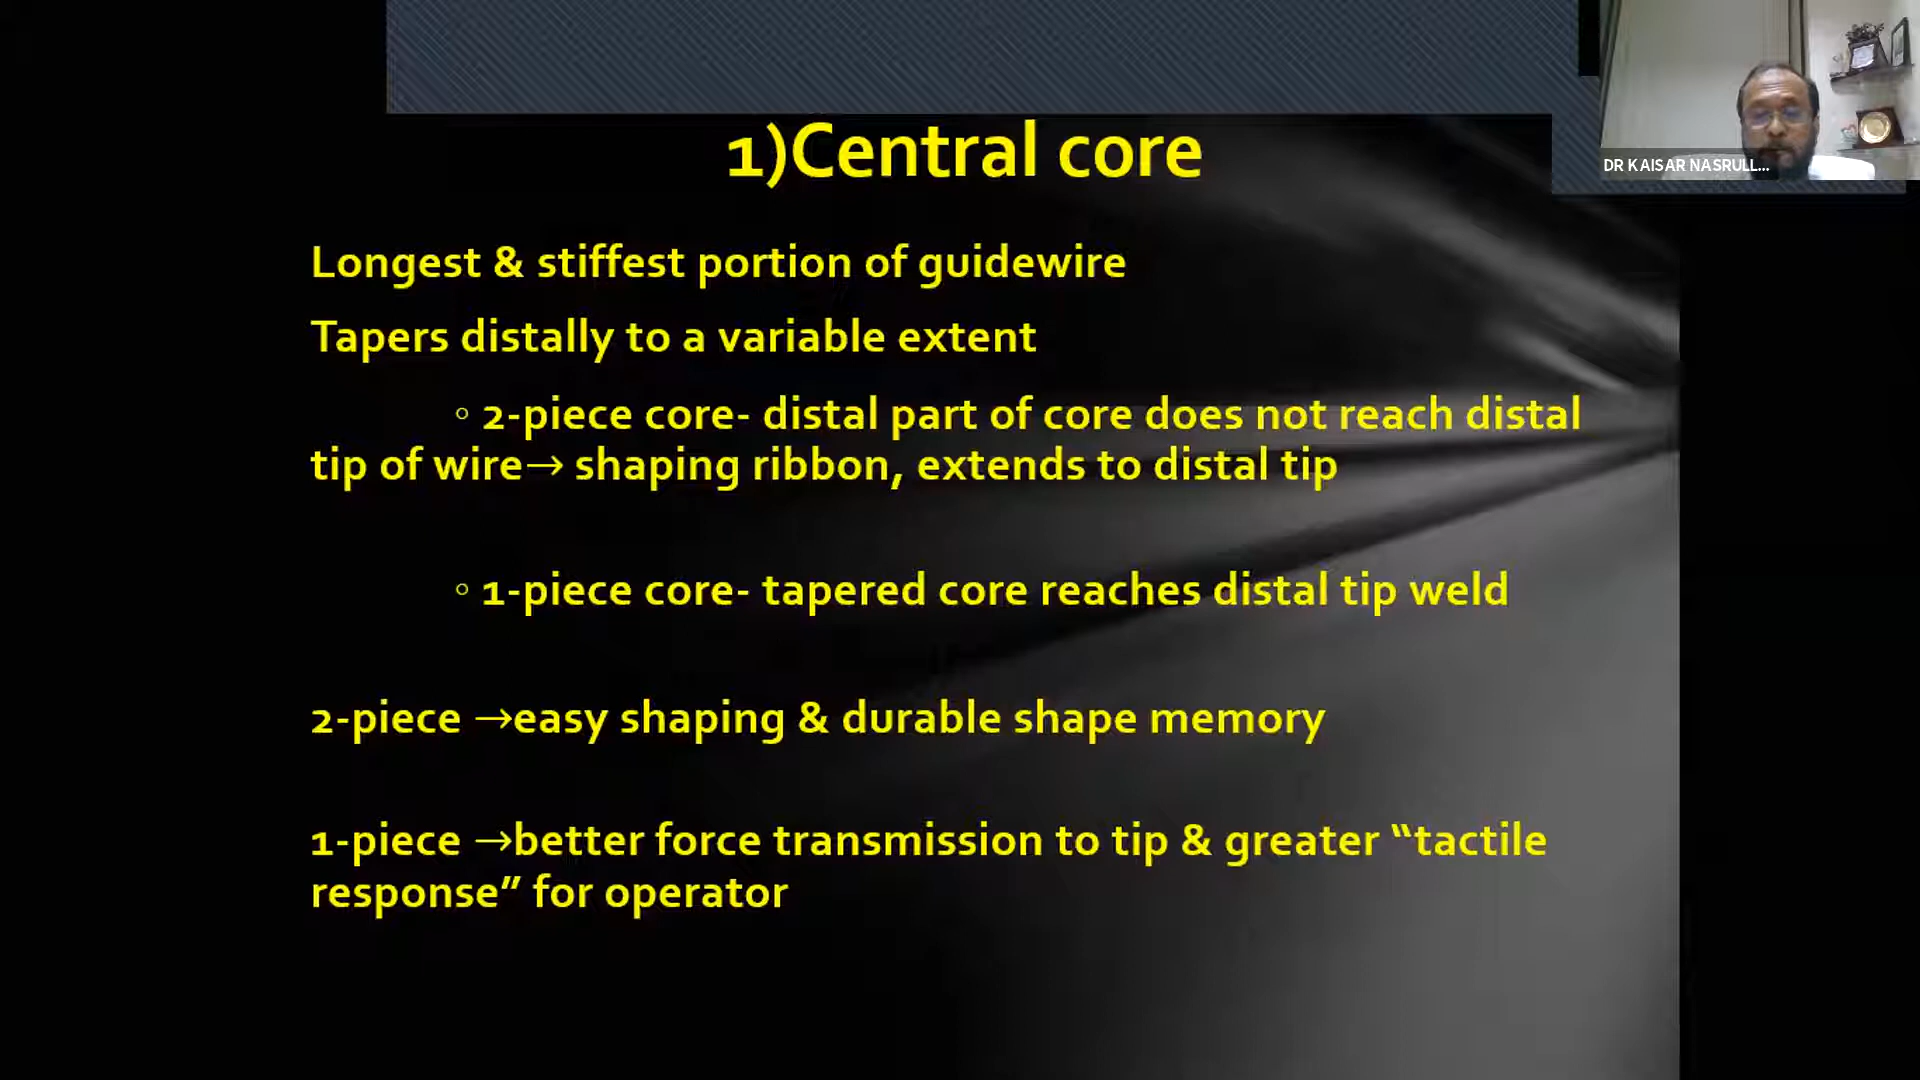 DR KAISAR NASRULL...
1)Central core
Longest & stiffest portion of guidewire
Tapers distally to a variable extent
◦ 2-piece core- distal part of core does not reach distal
tip of wire→ shaping ribbon, extends to distal tip
◦ 1-piece core- tapered core reaches distal tip weld
2-piece →easy shaping & durable shape memory
1-piece →better force transmission to tip & greater “tactile
response” for operator